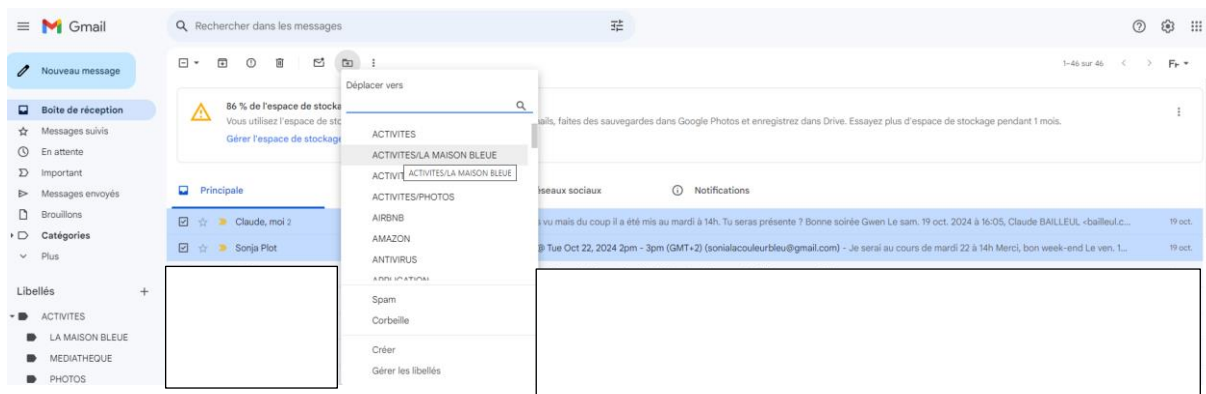 Gmail
Rechercher dans les messages
Nouveau message
1–46 sur 46
Déplacer vers
Boîte de réception
Messages suivis
En attente
Important
Messages envoyés
Brouillons
Catégories
Plus
Libellés
ACTIVITES
LA MAISON BLEUE
MEDIATHEQUE
PHOTOS
86 % de l'espace de stocka
Vous utilisez l'espace de sto
ails, faites des sauvegardes dans Google Photos et enregistrez dans Drive. Essayez plus d'espace de stockage pendant 1 mois.
Gérer l'espace de stockag
Principale
éseaux sociaux
Notifications
Claude, moi 2
s vu mais du coup il a été mis au mardi à 14h. Tu seras présente ? Bonne soirée Gwen Le sam. 19 oct. 2024 à 16:05, Claude BAILLEUL <bailleul.c...
19 oct.
Sonja Plot
@ Tue Oct 22, 2024 2pm - 3pm (GMT+2) (sonialacouleurbleu@gmail.com) - Je serai au cours de mardi 22 à 14h Merci, bon week-end Le ven. 1...
19 oct.
ACTIVITES
ACTIVITES/LA MAISON BLEUE
ACTIVIT
ACTIVITES/LA MAISON BLEUE
ACTIVITES/PHOTOS
AIRBNB
AMAZON
ANTIVIRUS
APPLICATION
Spam
Corbeille
Créer
Gérer les libellés